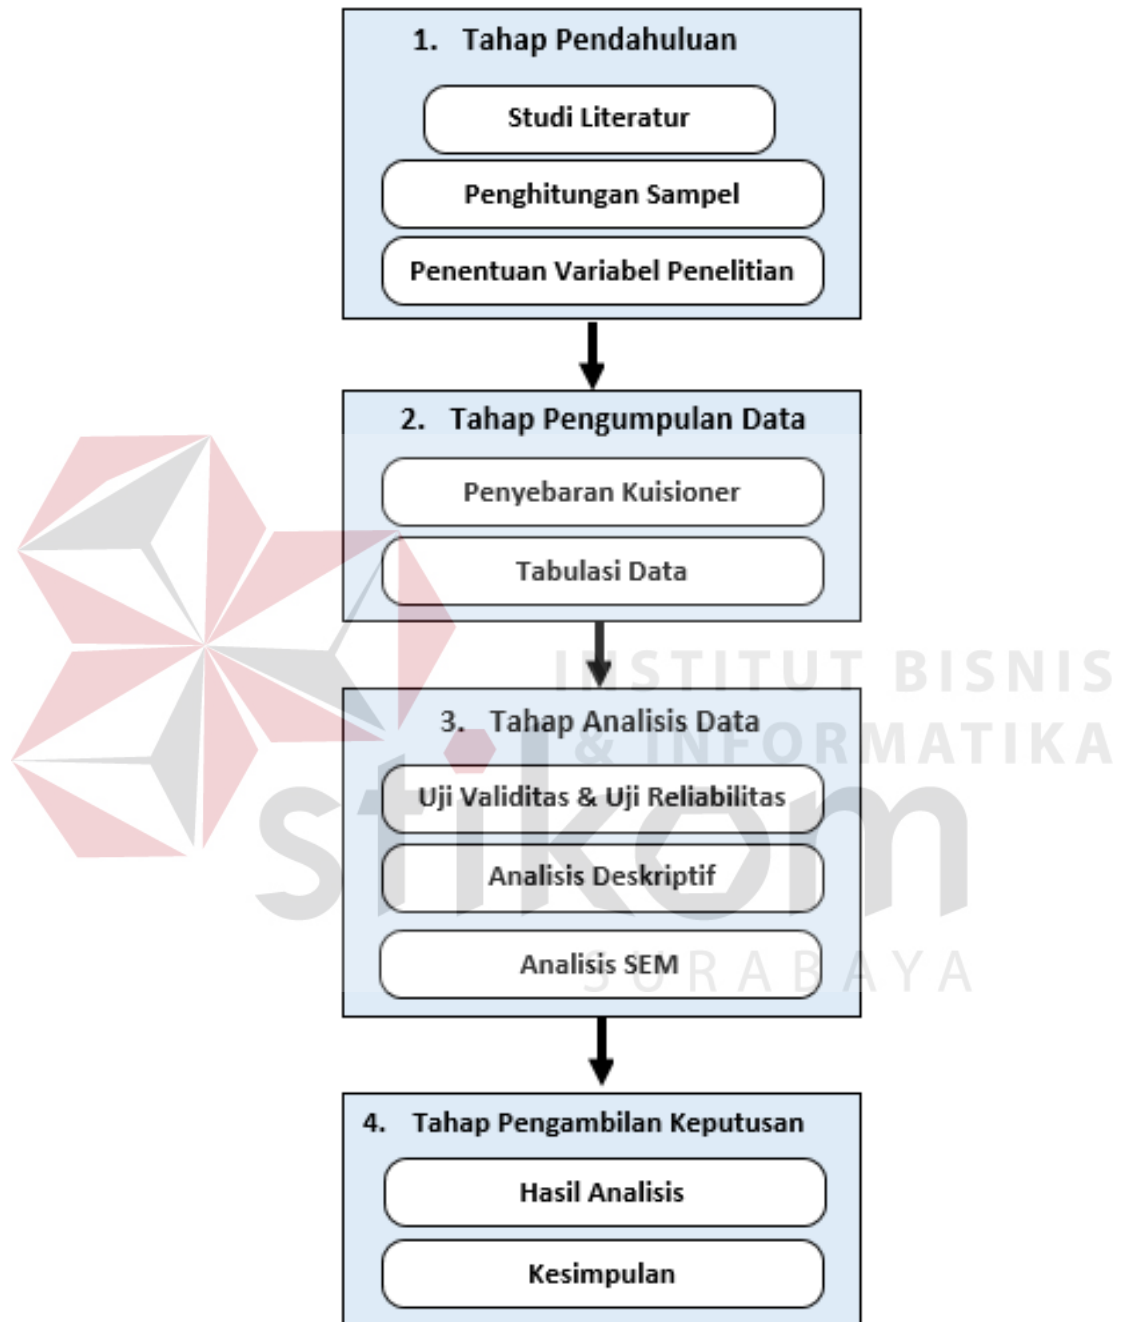 1. Tahap Pendahuluan
Studi Literatur
Penghitungan Sampel
Penentuan Variabel Penelitian
2. Tahap Pengumpulan Data
Penyebaran Kuisioner
Tabulasi Data
INSTITUT BISNIS
3. Tahap Analisis Data
& INFORMATIKA
Uji Validitas & Uji Reliabilitas
stikom
Analisis Deskriptif
Analisis SEM
SURABAYA
4. Tahap Pengambilan Keputusan
Hasil Analisis
Kesimpulan